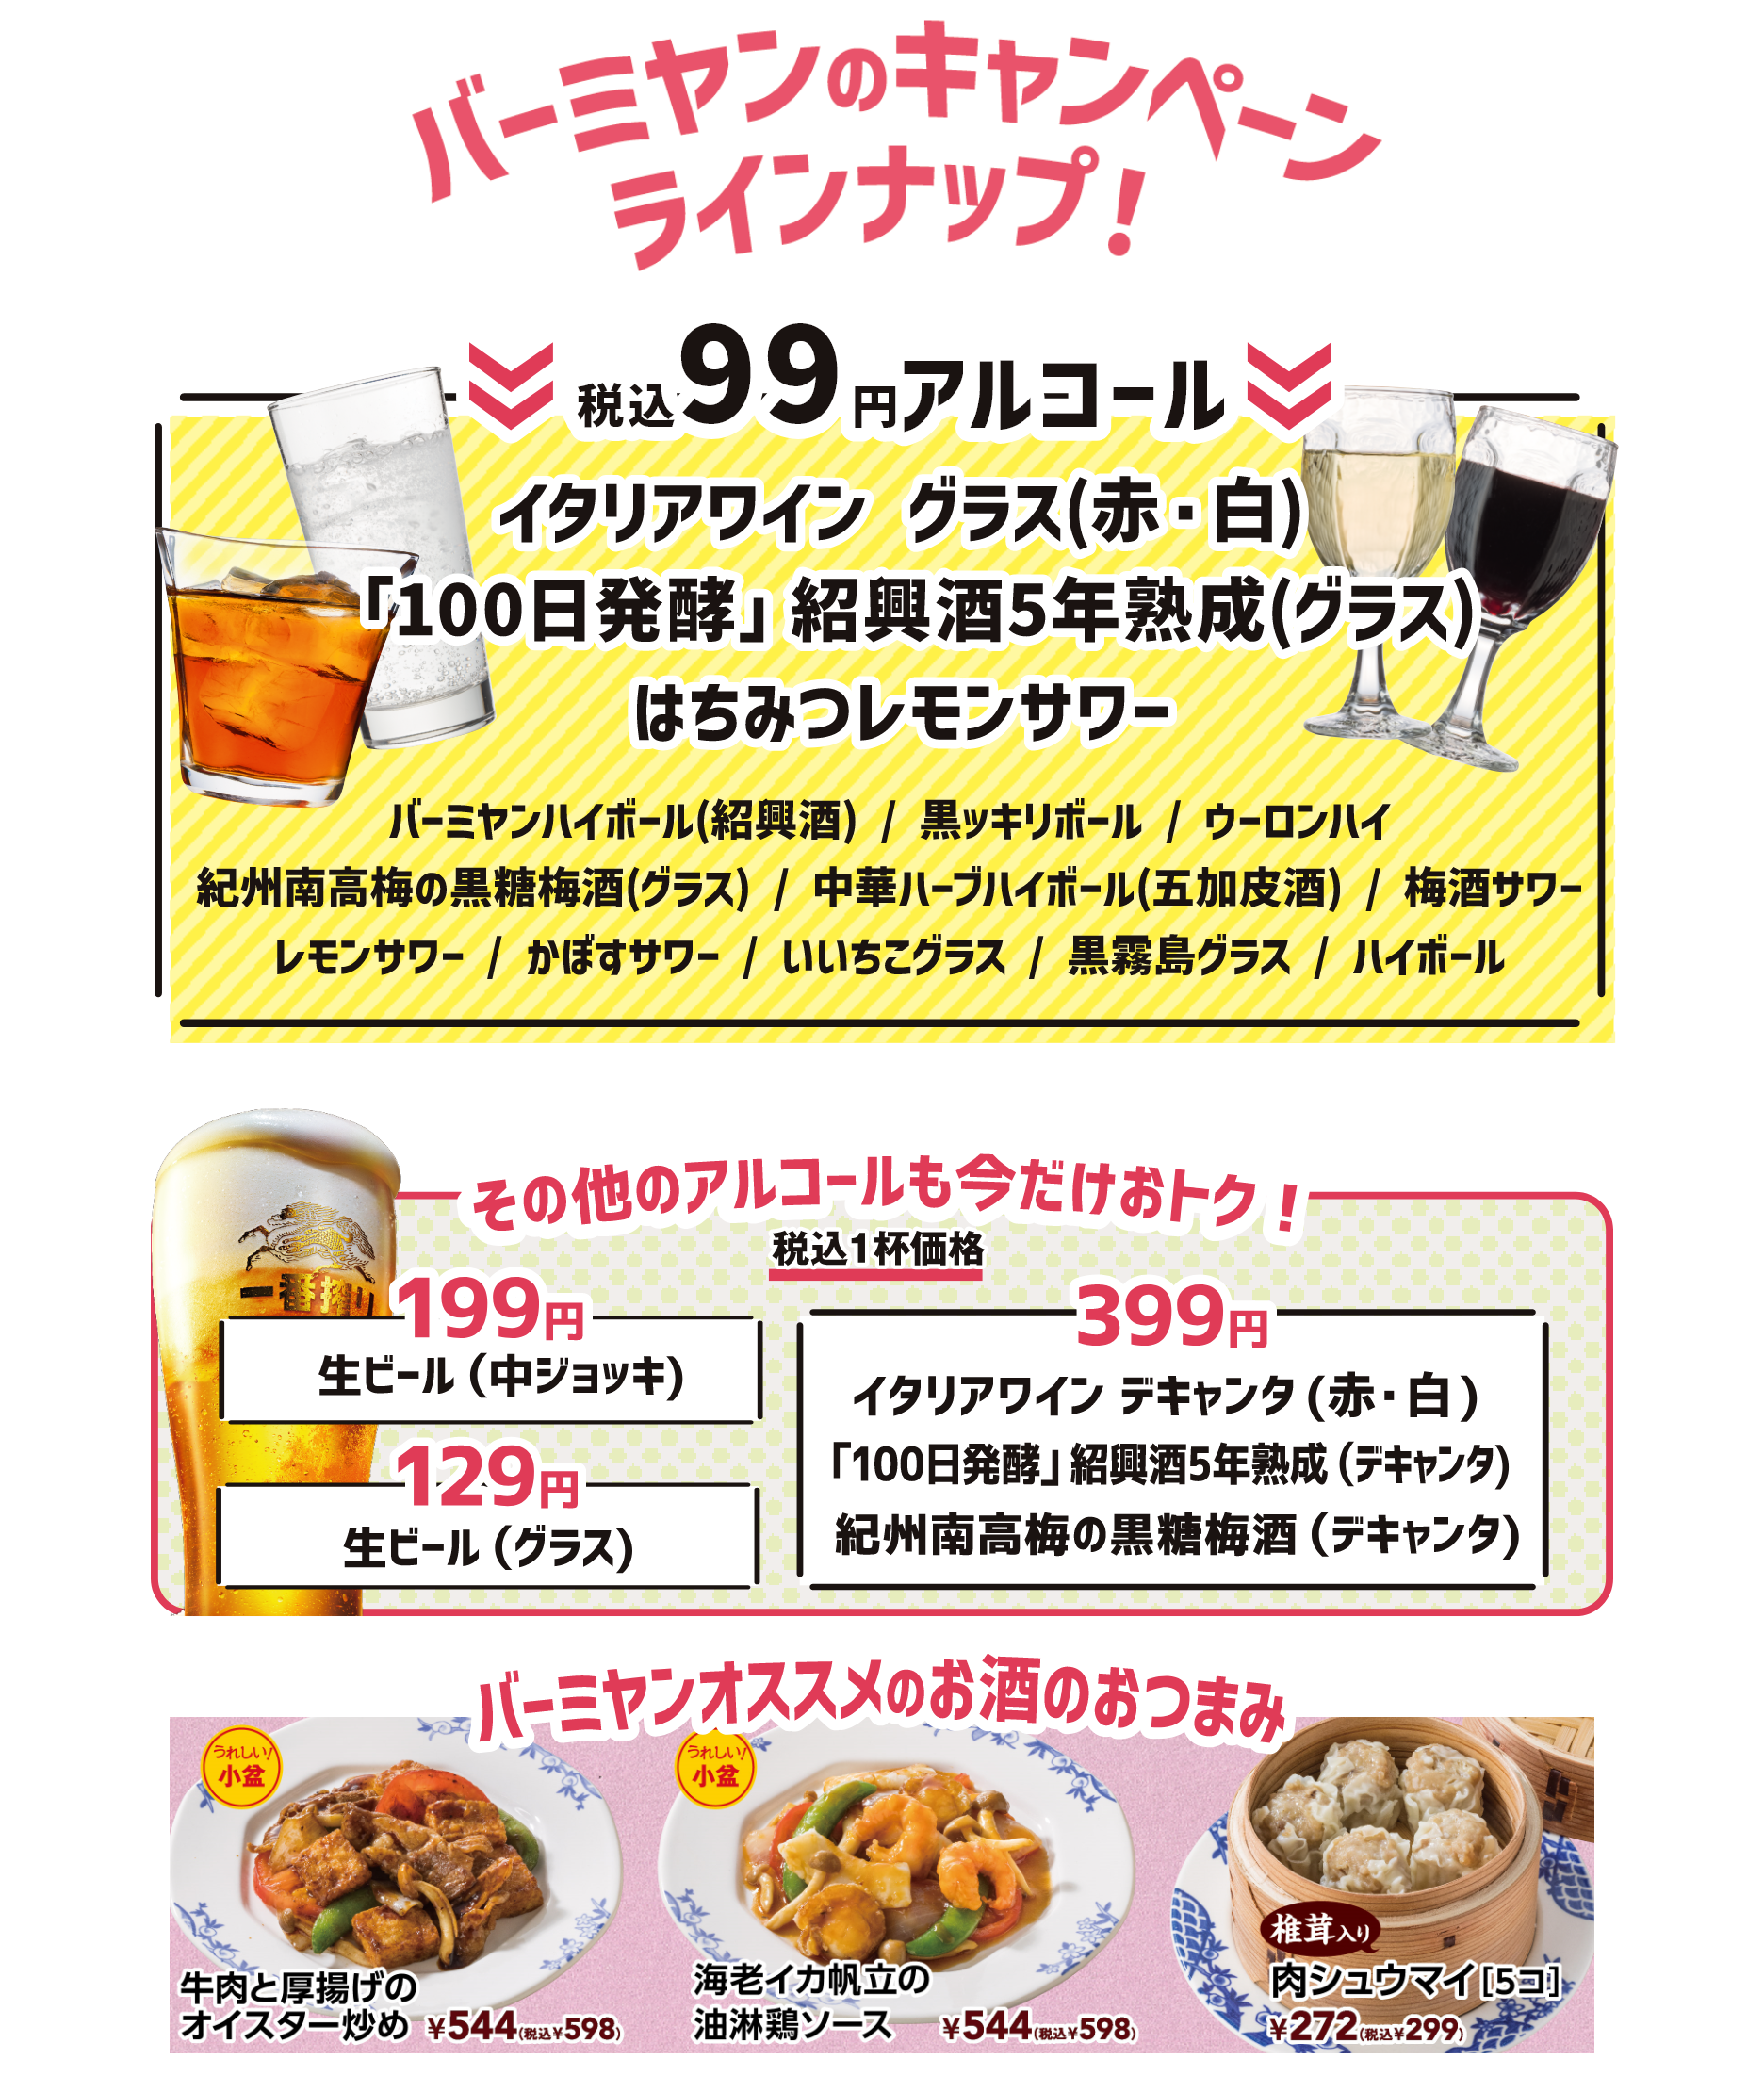 バーミヤンのキャンペーン
ラインナップ!
税込99円アルコール
イタリアワイン グラス(赤・白)
「100日発酵」紹興酒5年熟成(グラス)
はちみつレモンサワー
バーミヤンハイボール(紹興酒) / 黒ッキリボール / ウーロンハイ
紀州南高梅の黒糖梅酒(グラス) / 中華ハーブハイボール(五加皮酒) / 梅酒サワー
レモンサワー / かぼすサワー / いいちこグラス / 黒霧島グラス / ハイボール
その他のアルコールも今だけおトク!
税込1杯価格
一番搾り
199円
生ビール(中ジョッキ)
129円
生ビール(グラス)
399円
イタリアワイン デキャンタ(赤・白)
「100日発酵」紹興酒5年熟成(デキャンタ)
紀州南高梅の黒糖梅酒(デキャンタ)
バーミヤンオススメのお酒のおつまみ
うれしい!
小盆
牛肉と厚揚げの
オイスター炒め ¥544(税込¥598)
うれしい!
小盆
海老イカ帆立の
油淋鶏ソース ¥544(税込¥598)
椎茸入り
肉シュウマイ[5コ]
¥272(税込¥299)